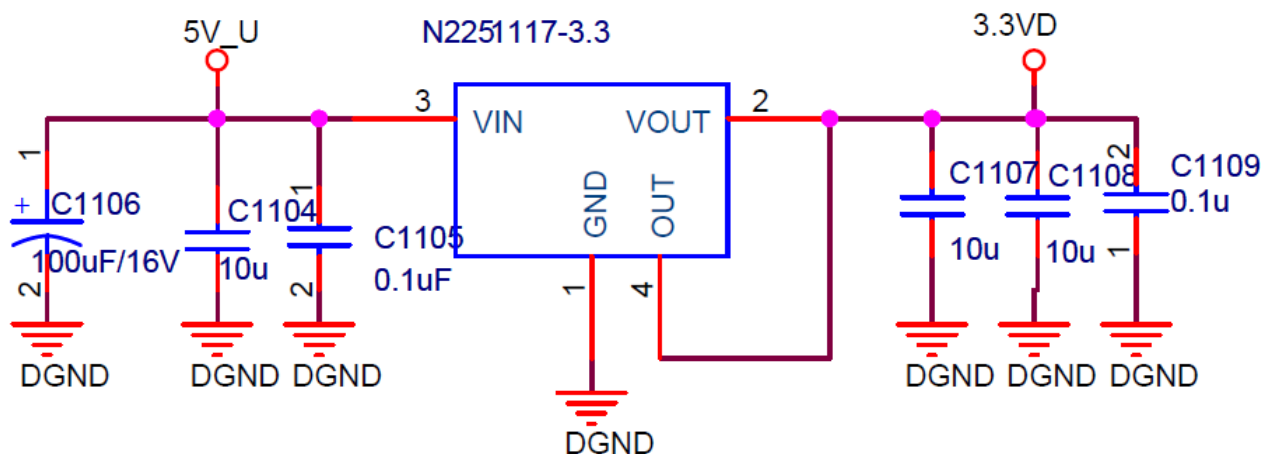 5V_U
N2251117-3.3
3.3VD
3
VIN
VOUT
2
1
+
C1106
100uF/16V
2
C1104
10u
1
C1105
0.1uF
2
GND
OUT
1
4
C1107
10u
C1108
10u
2
C1109
0.1u
1
DGND
DGND
DGND
DGND
DGND
DGND
DGND